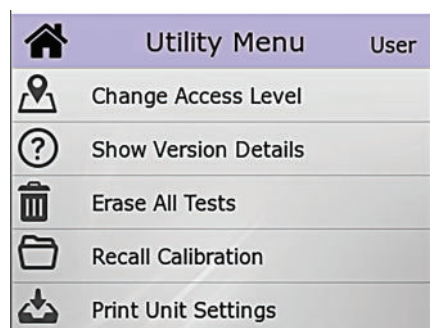 Utility Menu User
Change Access Level
Show Version Details
Erase All Tests
Recall Calibration
Print Unit Settings